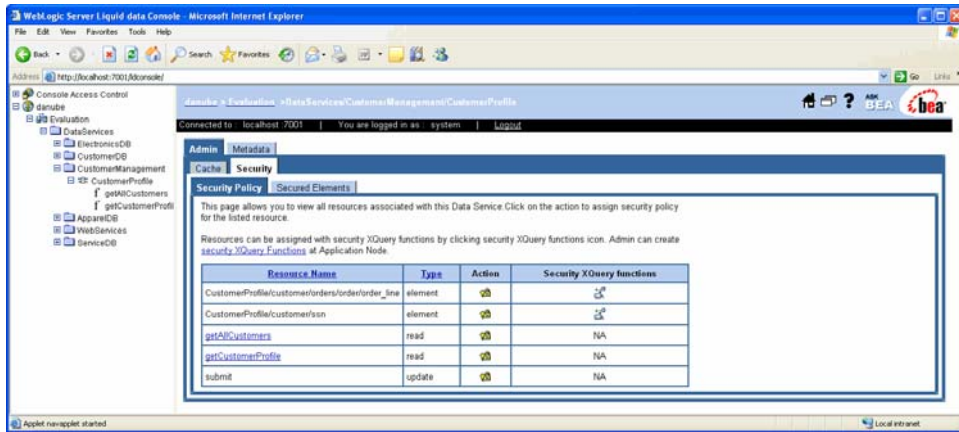 WebLogic Server Liquid data Console - Microsoft Internet Explorer
File Edit View Favorites Tools Help
Back Search Favorites
Address http://localhost:7001/ldconsole/ Go Links
Console Access Control
danube
Evaluation
DataServices
ElectronicsDB
CustomerDB
CustomerManagement
CustomerProfile
getAllCustomers
getCustomerProfil
ApparelDB
WebServices
ServiceDB
danube > Evaluation >DataServices/CustomerManagement/CustomerProfile
? ASK BEA bea
Connected to : localhost 7001 | You are logged in as : system | Logout
Admin Metadata
Cache Security
Security Policy Secured Elements
This page allows you to view all resources associated with this Data Service.Click on the action to assign security policy
for the listed resource.
Resources can be assigned with security XQuery functions by clicking security XQuery functions icon. Admin can create
security XQuery Functions at Application Node.
Resource Name Type Action Security XQuery functions
CustomerProfile/customer/orders/order/order_line element
CustomerProfile/customer/ssn element
getAllCustomers read NA
getCustomerProfile read NA
submit update NA
Applet navapplet started Local intranet